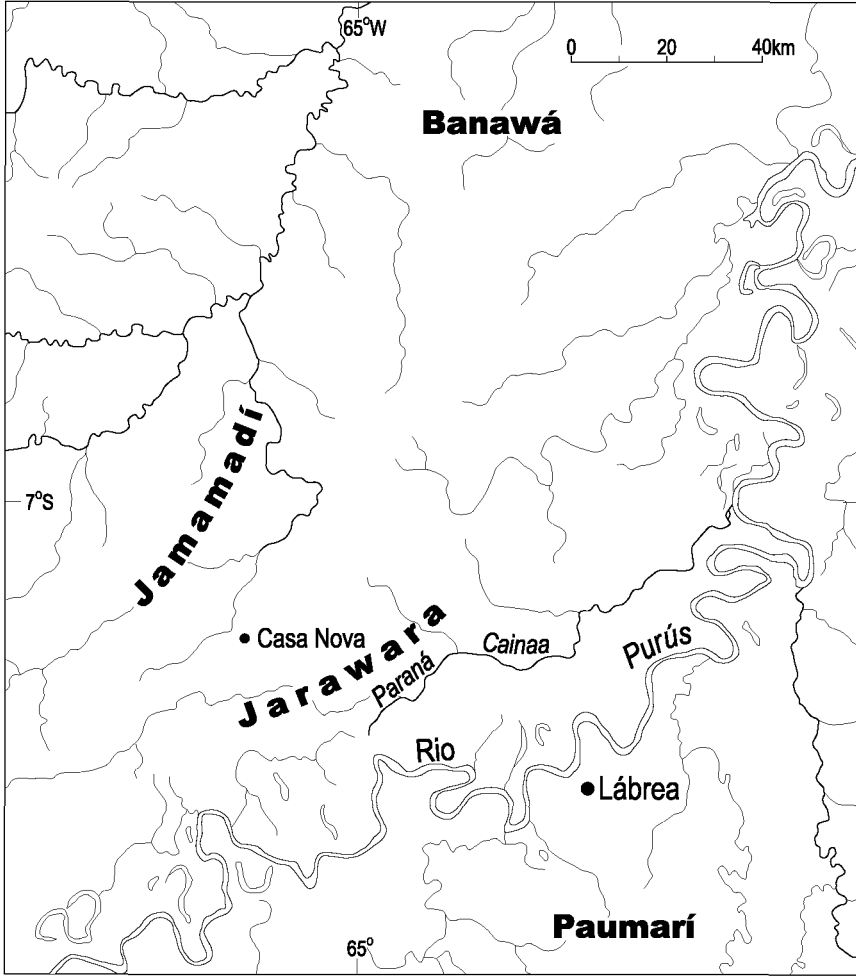 65°W
0 20 40km
Banawá
Jamamadí
7°S
Casa Nova
Jarawara
Paraná
Cainaa
Rio
Purús
Lábrea
Paumarí
65°